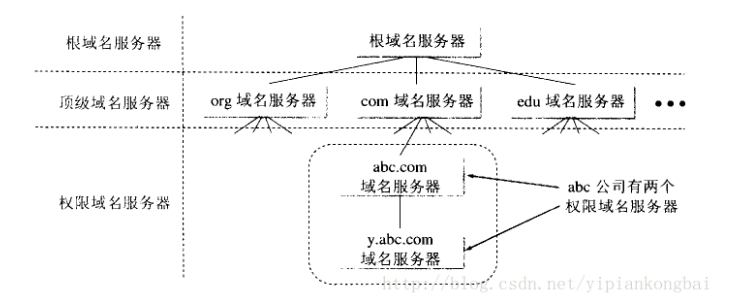 根域名服务器
根域名服务器
顶级域名服务器
org 域名服务器
com 域名服务器
edu 域名服务器
•••
abc.com
域名服务器
权限域名服务器
abc 公司有两个
权限域名服务器
y.abc.com
域名服务器
http://blog.csdn.net/yipiankongbai